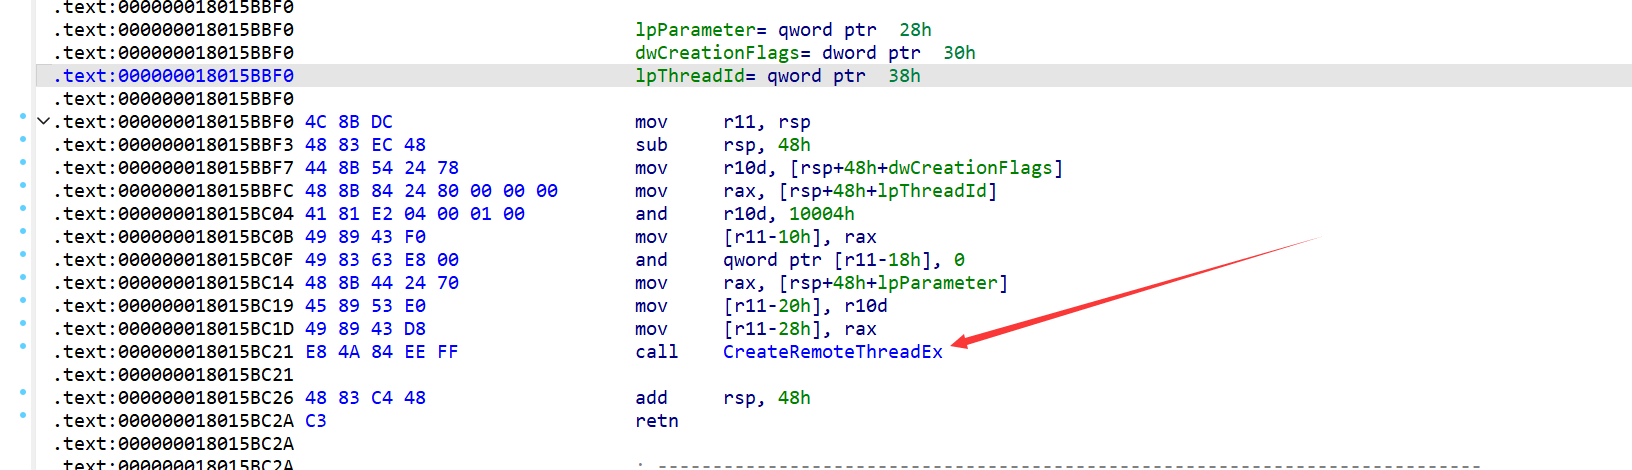 .text:000000018015BBF0
.text:000000018015BBF0 lpParameter= qword ptr  28h
.text:000000018015BBF0 dwCreationFlags= dword ptr  30h
.text:000000018015BBF0 lpThreadId= qword ptr  38h
.text:000000018015BBF0
.text:000000018015BBF0 4C 8B DC mov r11, rsp
.text:000000018015BBF3 48 83 EC 48 sub rsp, 48h
.text:000000018015BBF7 44 8B 54 24 78 mov r10d, [rsp+48h+dwCreationFlags]
.text:000000018015BBFC 48 8B 84 24 80 00 00 00 mov rax, [rsp+48h+lpThreadId]
.text:000000018015BC04 41 81 E2 04 00 01 00 and r10d, 10004h
.text:000000018015BC0B 49 89 43 F0 mov [r11-10h], rax
.text:000000018015BC0F 49 83 63 E8 00 and qword ptr [r11-18h], 0
.text:000000018015BC14 48 8B 44 24 70 mov rax, [rsp+48h+lpParameter]
.text:000000018015BC19 45 89 53 E0 mov [r11-20h], r10d
.text:000000018015BC1D 49 89 43 D8 mov [r11-28h], rax
.text:000000018015BC21 E8 4A 84 EE FF call CreateRemoteThreadEx
.text:000000018015BC21
.text:000000018015BC26 48 83 C4 48 add rsp, 48h
.text:000000018015BC2A C3 retn
.text:000000018015BC2A
.text:000000018015BC2A ; ---------------------------------------------------------------------------